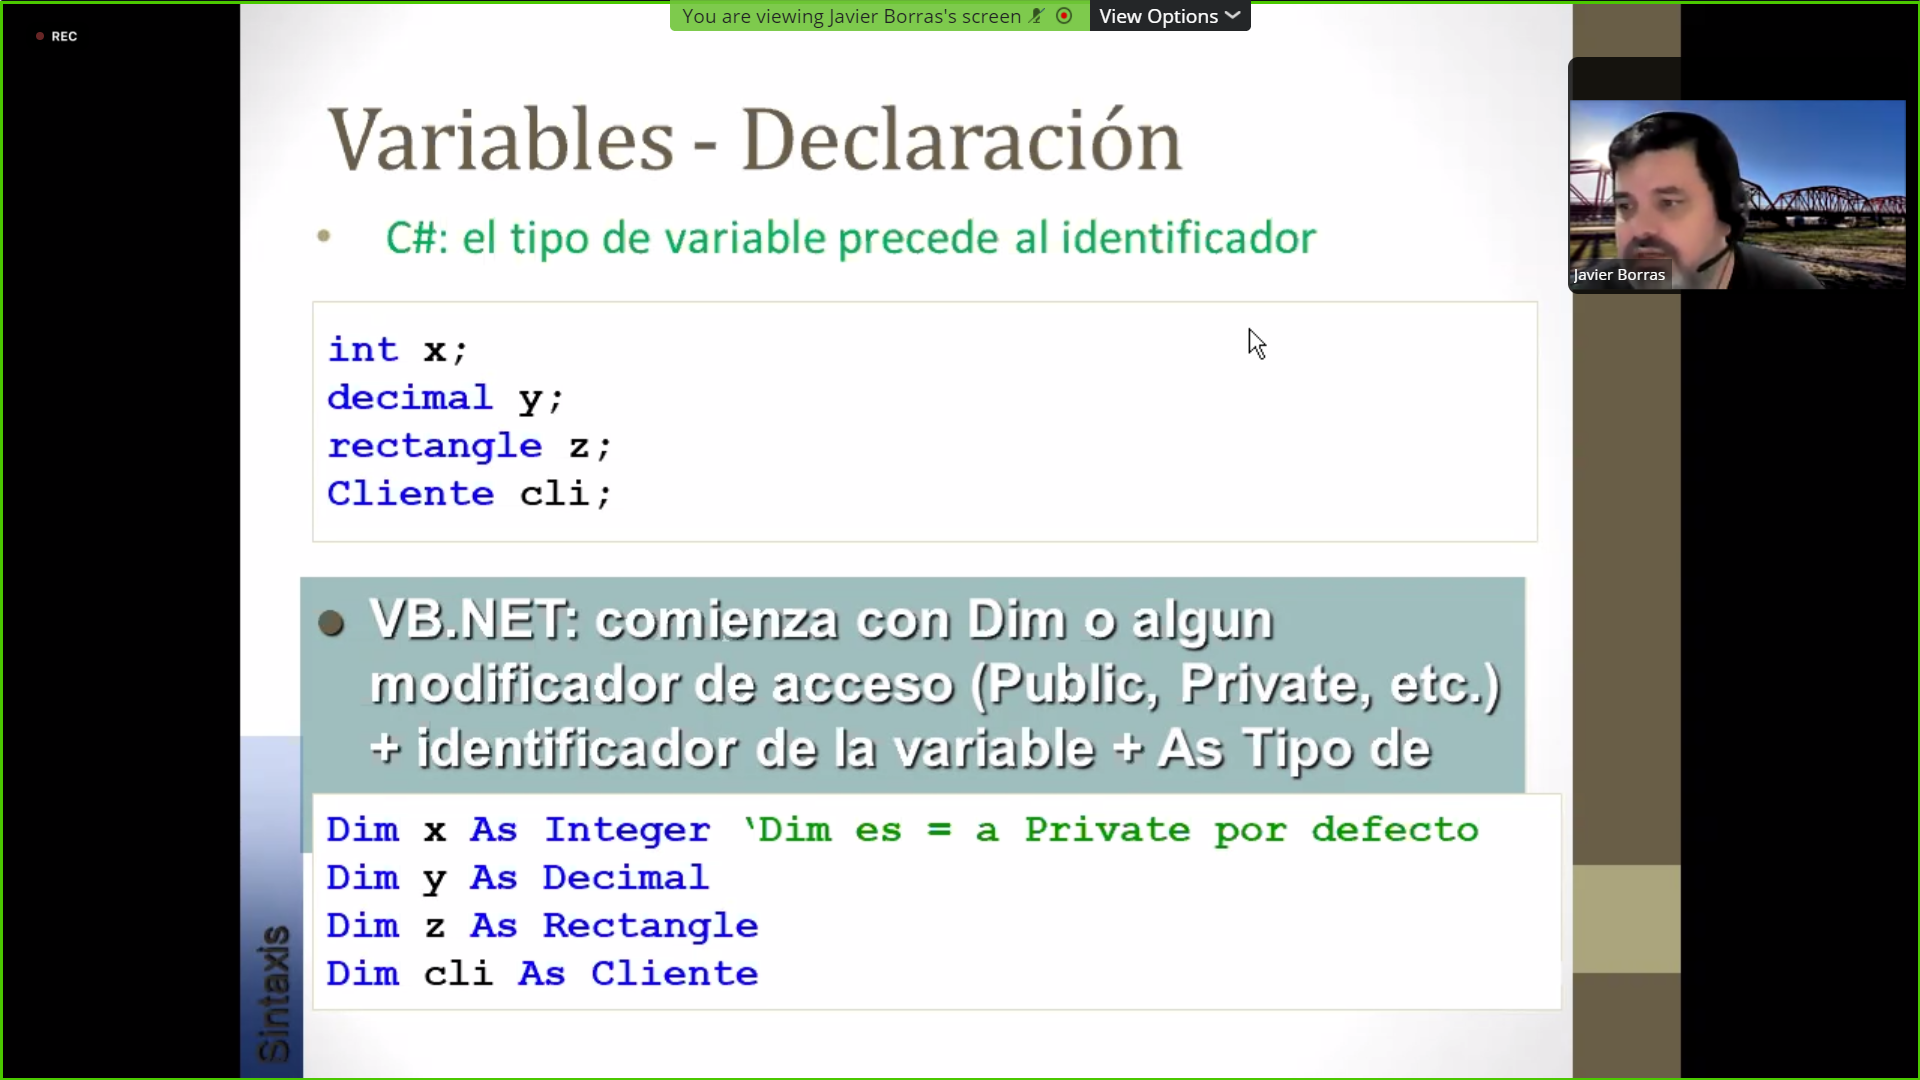 You are viewing Javier Borras's screen
View Options
REC
Variables - Declaración
• C#: el tipo de variable precede al identificador
int x;
decimal y;
rectangle z;
Cliente cli;
Javier Borras
• VB.NET: comienza con Dim o algun
modificador de acceso (Public, Private, etc.)
+ identificador de la variable + As Tipo de
Dim x As Integer ‘Dim es = a Private por defecto
Dim y As Decimal
Dim z As Rectangle
Dim cli As Cliente
Sintaxis